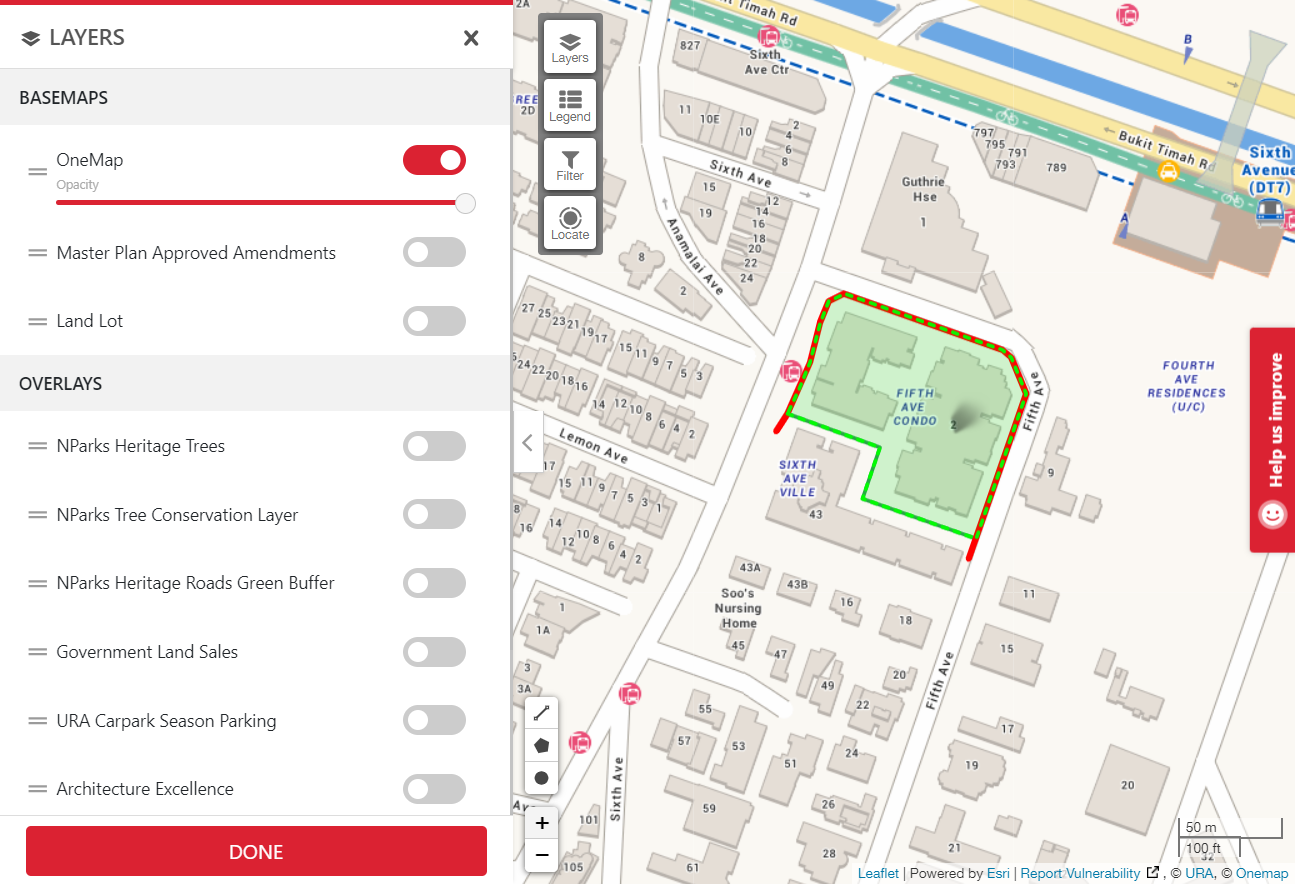 LAYERS
BASEMAPS
OneMap
Opacity
Master Plan Approved Amendments
Land Lot
OVERLAYS
NParks Heritage Trees
NParks Tree Conservation Layer
NParks Heritage Roads Green Buffer
Government Land Sales
URA Carpark Season Parking
Architecture Excellence
DONE
Layers
Legend
Filter
Locate
2A
Timah Rd
827
Sixth
Ave Ctr
B
REE
2D
11
10E
10
2
4
6
8
Sixth Ave
15
19
12
14
16
18
20
22
24
Anamalai Ave
8
2
Guthrie
Hse
1
797
795
791
793
789
Bukit Timah Rd
Sixth
Avenue
(DT7)
A
27
25
23
21
19
17
15
11
9
7
5
3
24
22
20
18
16
14
12
10
8
6
4
2
Lemon Ave
17
15
11
9
7
5
3
1
8
16
14
12
10
8
6
4
2
FIFTH
AVE
CONDO
2
Fifth Ave
FOURTH
AVE
RESIDENCES
(U/C)
SIXTH
AVE
VILLE
43
9
43A
43B
Soo's
Nursing
Home
45
16
18
11
15
1
1A
3
3A
47
49
20
22
Fifth Ave
55
57
53
51
24
17
19
20
Sixth Ave
Ave
101
105
59
61
26
28
21
32
Help us improve
+
−
50 m
100 ft
Leaflet | Powered by Esri | Report Vulnerability , © URA, © Onemap